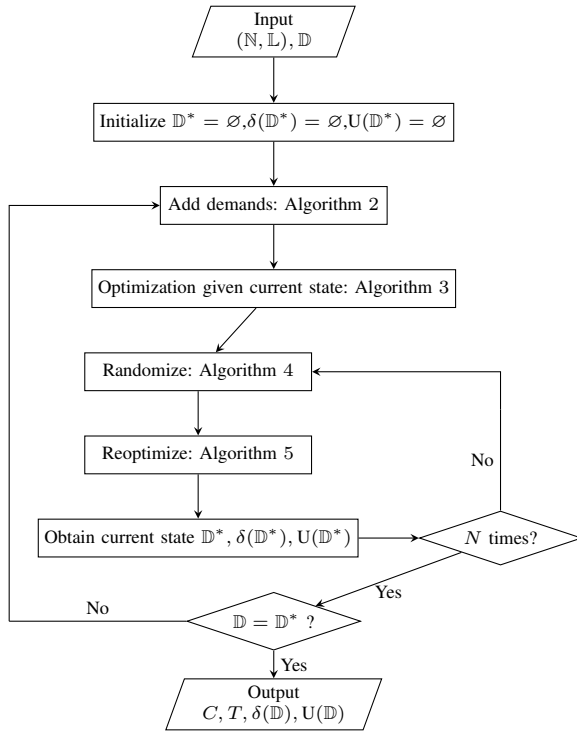 Input
(ℕ, 𝕃), 𝔻
Initialize 𝔻* = ∅,δ(𝔻*) = ∅,U(𝔻*) = ∅
Add demands: Algorithm 2
Optimization given current state: Algorithm 3
Randomize: Algorithm 4
Reoptimize: Algorithm 5
No
Obtain current state 𝔻*, δ(𝔻*), U(𝔻*)
N times?
Yes
No
𝔻 = 𝔻* ?
Yes
Output
C, T, δ(𝔻), U(𝔻)